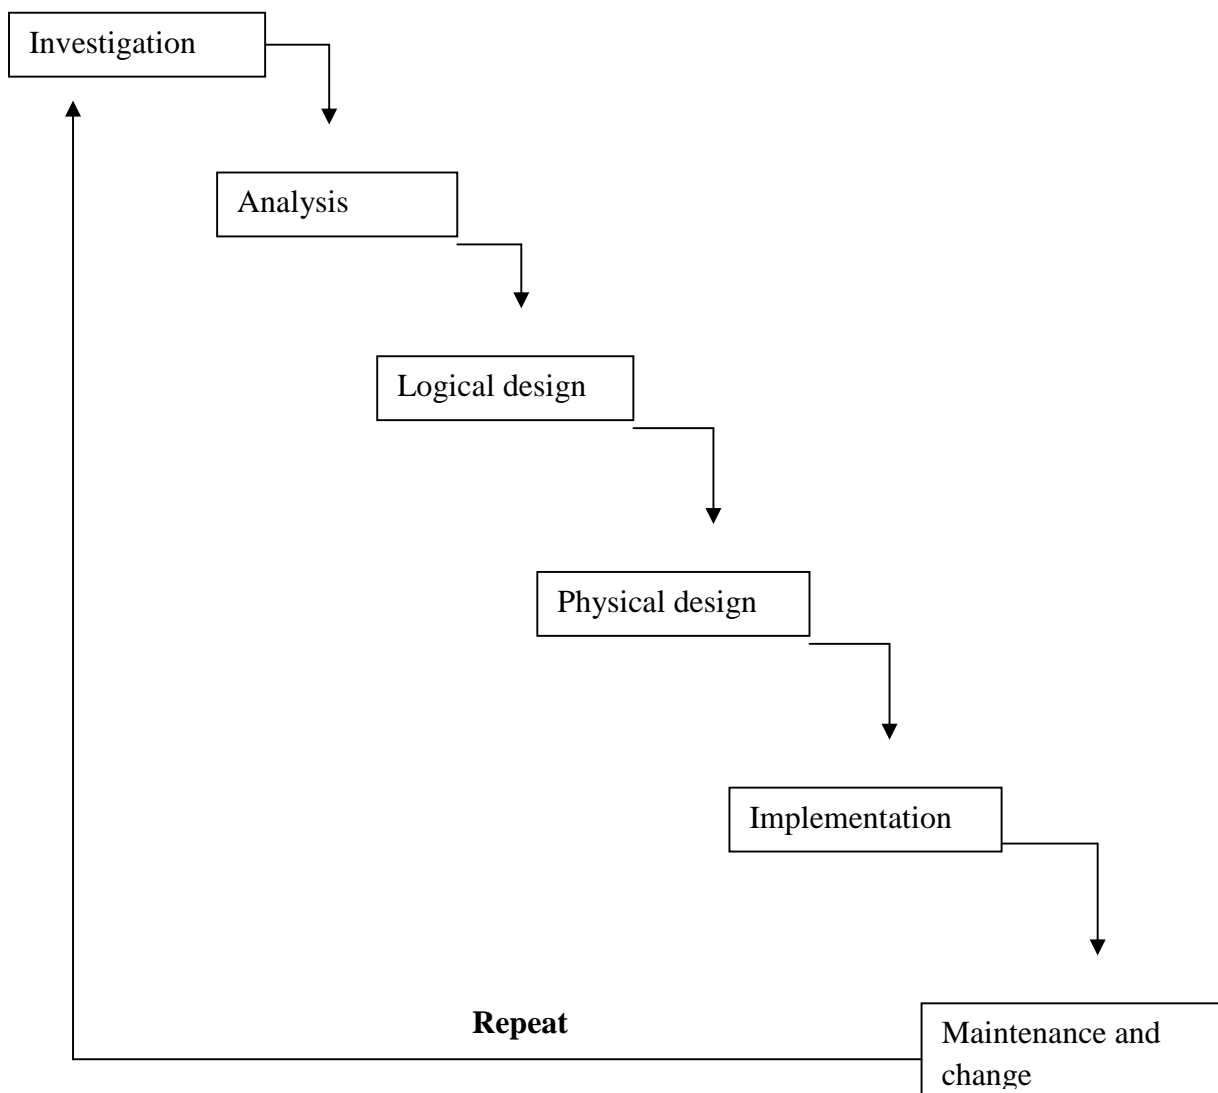 Investigation
Analysis
Logical design
Physical design
Implementation
Repeat
Maintenance and
change